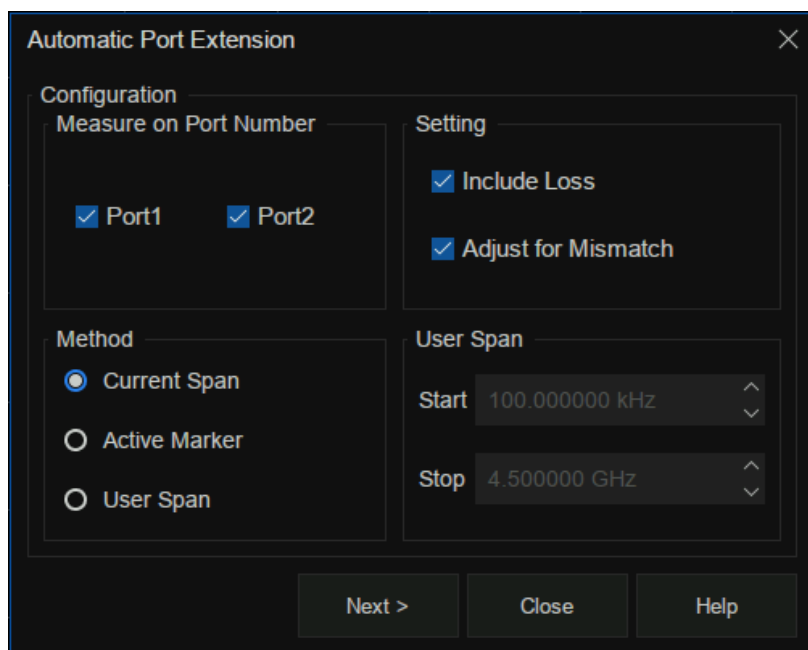 Automatic Port Extension
Configuration
Measure on Port Number
Port1 Port2
Setting
Include Loss
Adjust for Mismatch
Method
Current Span
Active Marker
User Span
User Span
Start 100.000000 kHz
Stop 4.500000 GHz
Next > Close Help